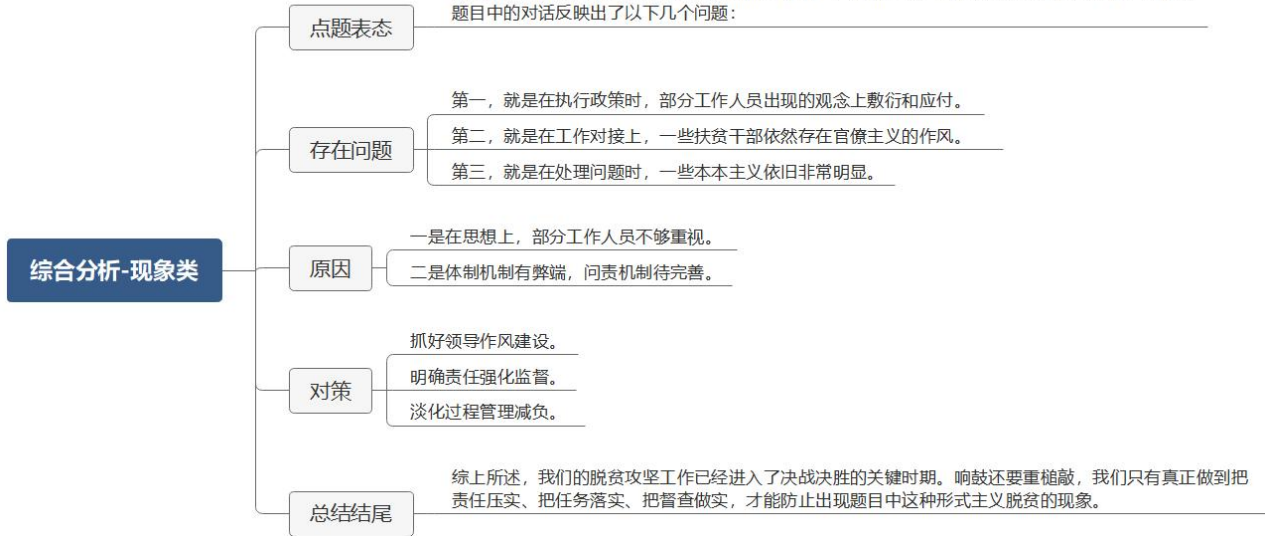 综合分析-现象类
点题表态
题目中的对话反映出了以下几个问题：
存在问题
第一，就是在执行政策时，部分工作人员出现的观念上敷衍和应付。
第二，就是在工作对接上，一些扶贫干部依然存在官僚主义的作风。
第三，就是在处理问题时，一些本本主义依旧非常明显。
原因
一是在思想上，部分工作人员不够重视。
二是体制机制有弊端，问责机制待完善。
对策
抓好领导作风建设。
明确责任强化监督。
淡化过程管理减负。
总结结尾
综上所述，我们的脱贫攻坚工作已经进入了决战决胜的关键时期。响鼓还要重槌敲，我们只有真正做到把
责任压实、把任务落实、把督查做实，才能防止出现题目中这种形式主义脱贫的现象。